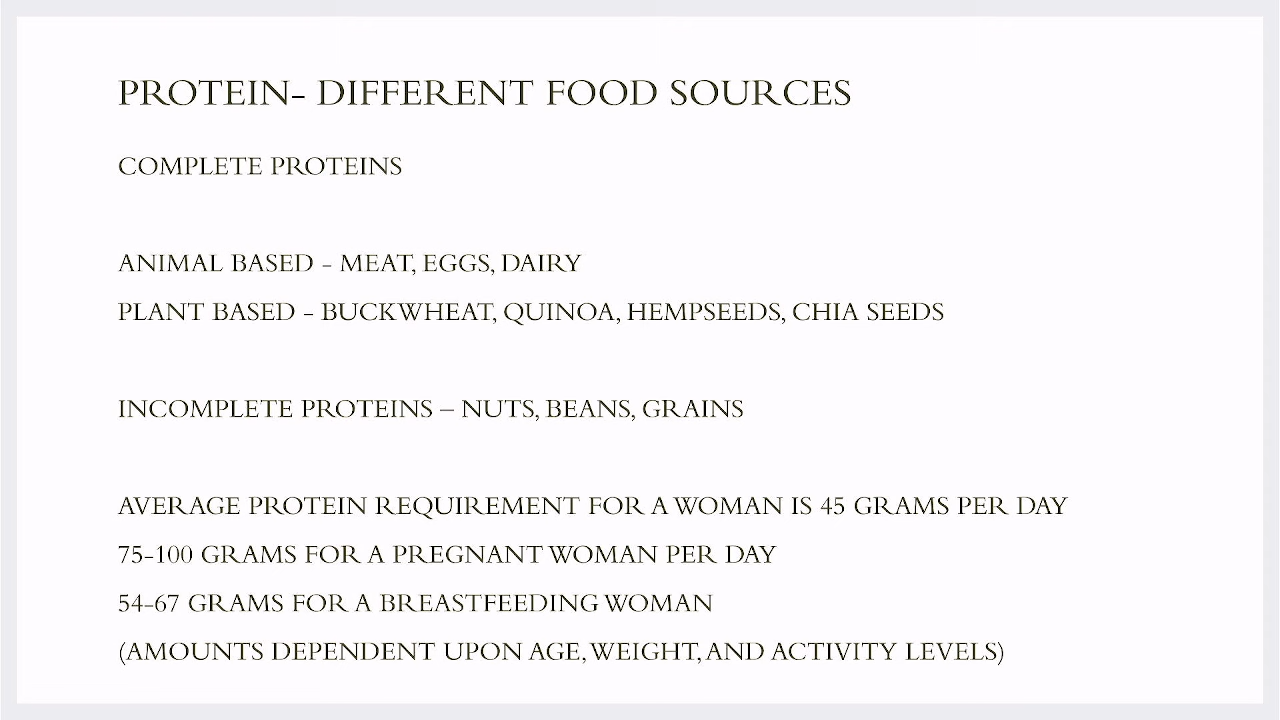 PROTEIN- DIFFERENT FOOD SOURCES
COMPLETE PROTEINS
ANIMAL BASED - MEAT, EGGS, DAIRY
PLANT BASED - BUCKWHEAT, QUINOA, HEMPSEEDS, CHIA SEEDS
INCOMPLETE PROTEINS – NUTS, BEANS, GRAINS
AVERAGE PROTEIN REQUIREMENT FOR A WOMAN IS 45 GRAMS PER DAY
75-100 GRAMS FOR A PREGNANT WOMAN PER DAY
54-67 GRAMS FOR A BREASTFEEDING WOMAN
(AMOUNTS DEPENDENT UPON AGE, WEIGHT, AND ACTIVITY LEVELS)